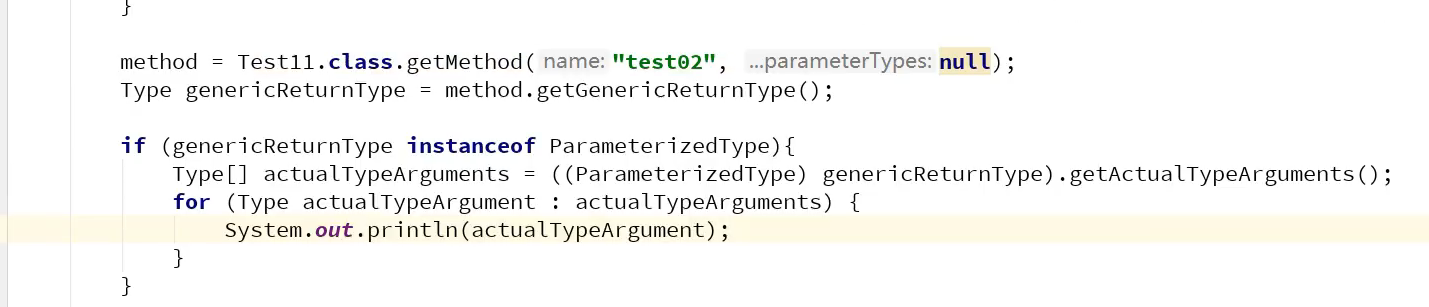 }
method = Test11.class.getMethod( name: "test02", ...parameterTypes: null);
Type genericReturnType = method.getGenericReturnType();
if (genericReturnType instanceof ParameterizedType){
Type[] actualTypeArguments = ((ParameterizedType) genericReturnType).getActualTypeArguments();
for (Type actualTypeArgument : actualTypeArguments) {
System.out.println(actualTypeArgument);
}
}